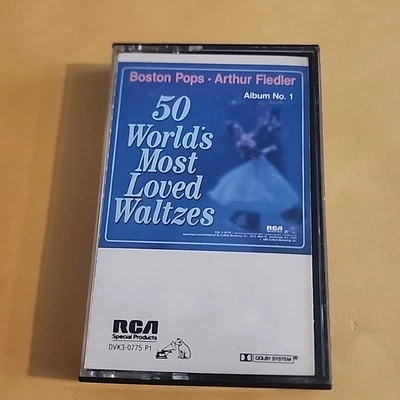 Boston Pops · Arthur Fiedler
Album No. 1
50
World's
Most
Loved
Waltzes
RCA
RCA
Special Products
DVK3-0775 P1
DOLBY SYSTEM®